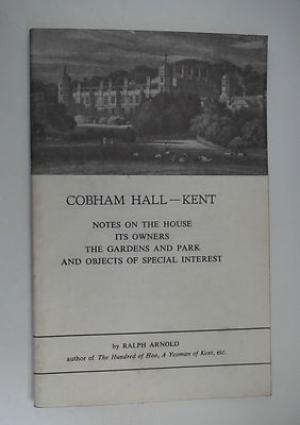 COBHAM HALL — KENT
NOTES ON THE HOUSE
ITS OWNERS
THE GARDENS AND PARK
AND OBJECTS OF SPECIAL INTEREST
by RALPH ARNOLD
author of The Hundred of Hoo, A Yeoman of Kent, etc.